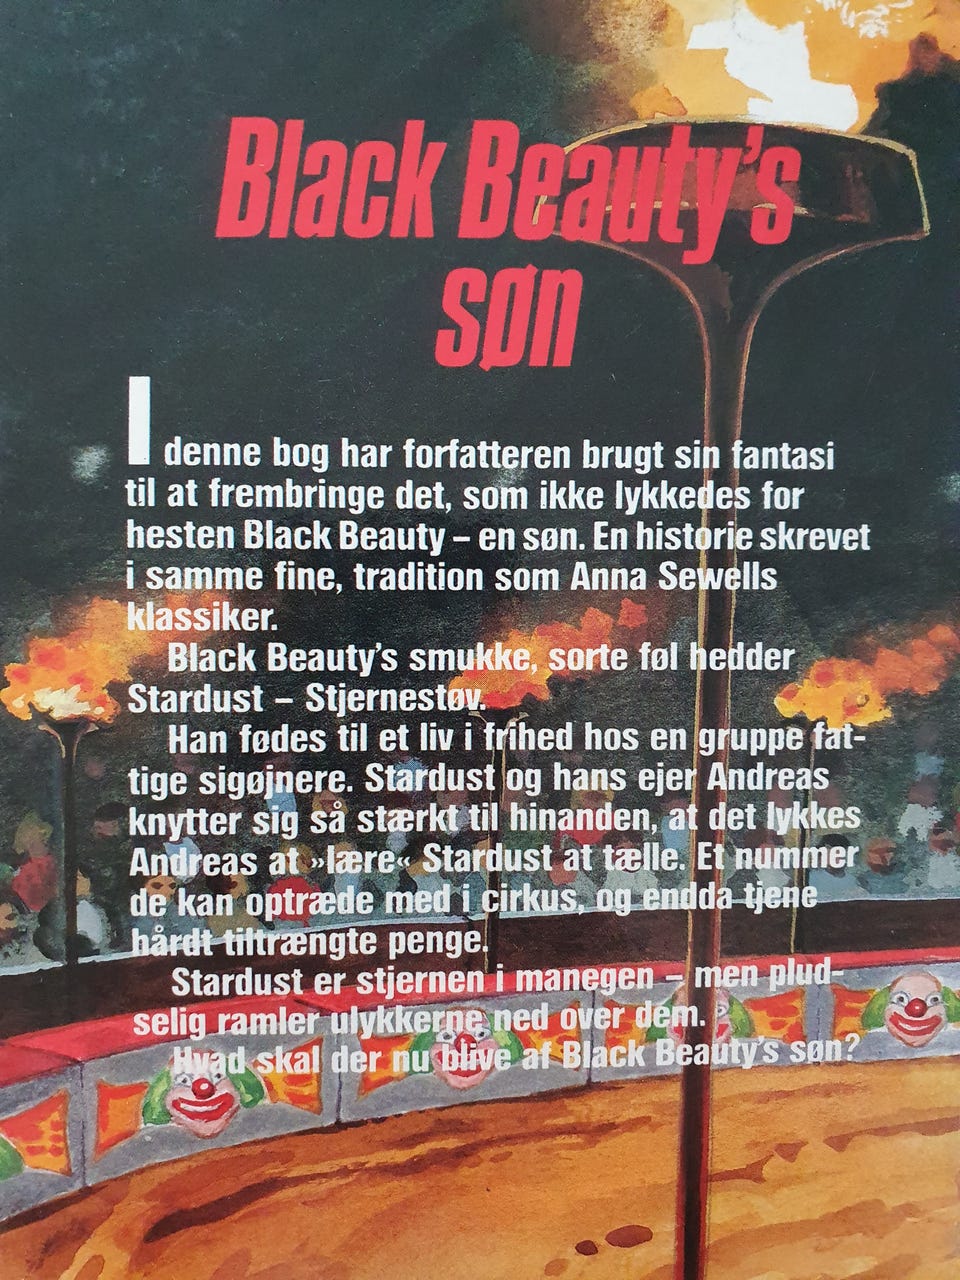 Black Beauty's
søn
I denne bog har forfatteren brugt sin fantasi
til at frembringe det, som ikke lykkedes for
hesten Black Beauty – en søn. En historie skrevet
i samme fine, tradition som Anna Sewells
klassiker.
Black Beauty's smukke, sorte føl hedder
Stardust – Stjernestøv.
Han fødes til et liv i frihed hos en gruppe fat-
tige sigøjnere. Stardust og hans ejer Andreas
knytter sig så stærkt til hinanden, at det lykkes
Andreas at »lære« Stardust at tælle. Et nummer
de kan optræde med i cirkus, og endda tjene
hårdt tiltrængte penge.
Stardust er stjernen i manegen – men plud-
selig ramler ulykkerne ned over dem.
Hvad skal der nu blive af Black Beauty's søn?